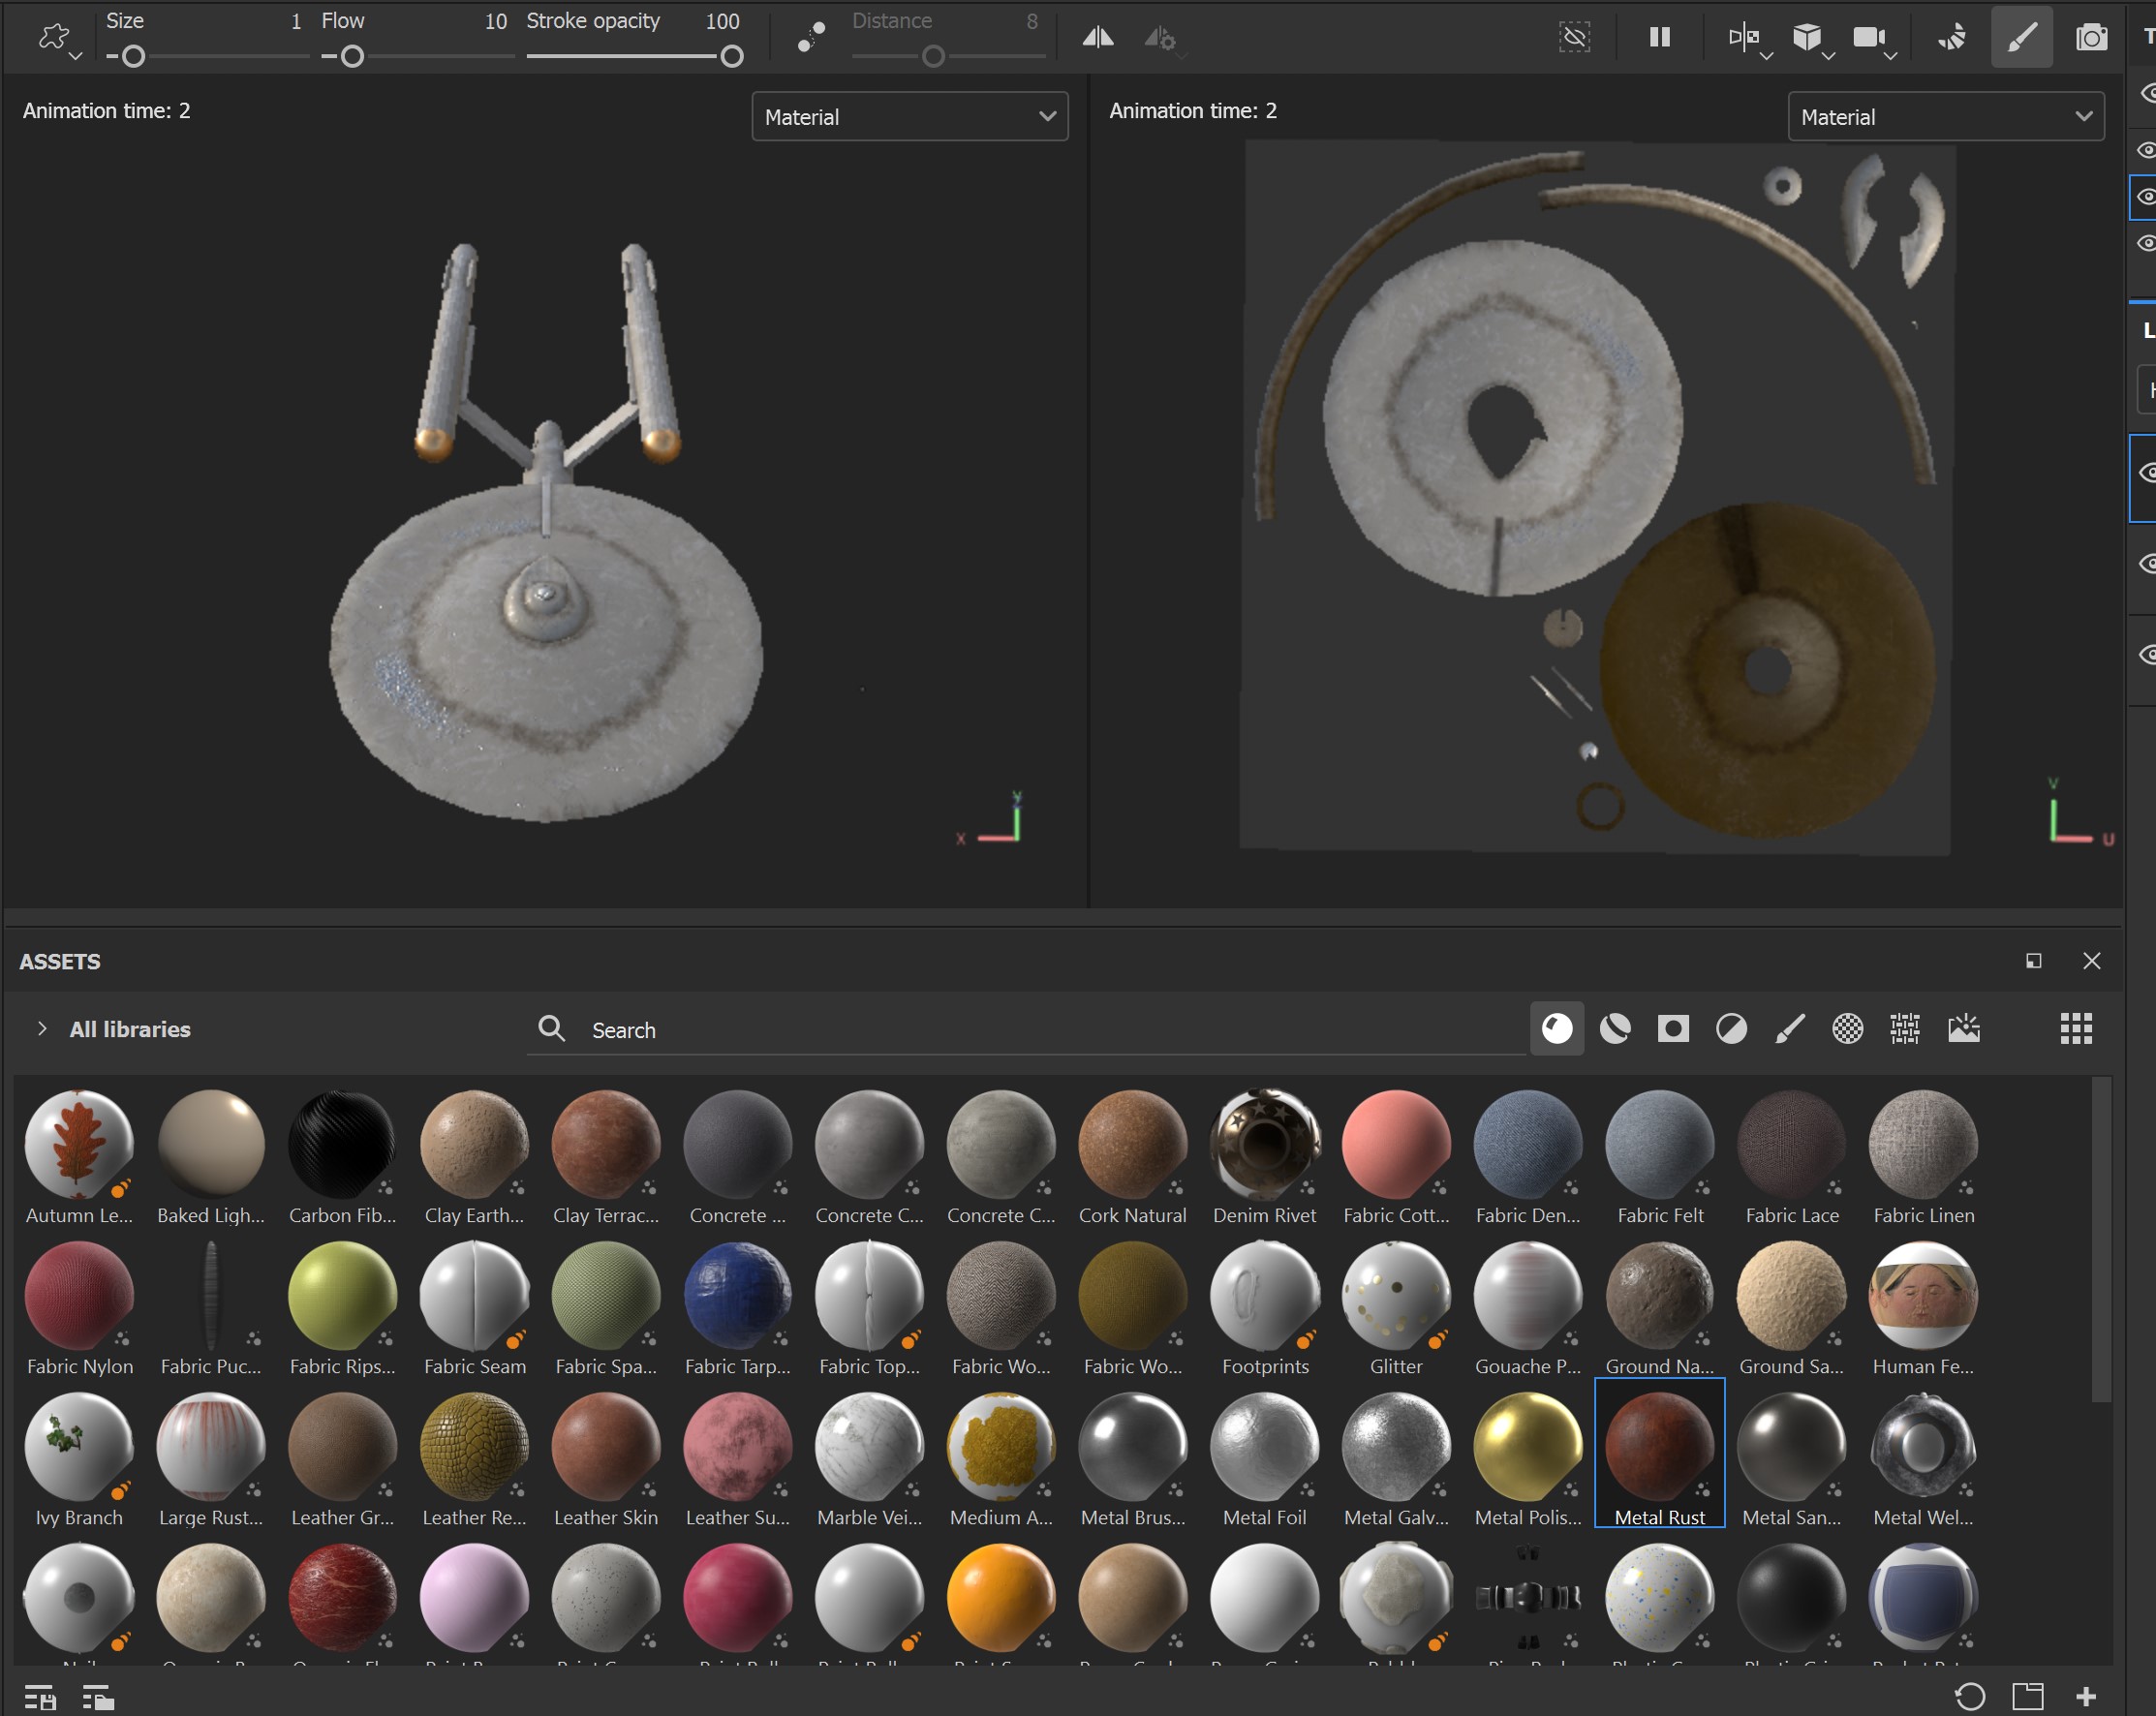 Size 1 Flow 10 Stroke opacity 100 Distance 8
Animation time: 2
Material
Animation time: 2
Material
X
Y
V
U
ASSETS
All libraries
Search
Autumn Le... Baked Ligh... Carbon Fib... Clay Earth... Clay Terrac... Concrete ... Concrete C... Concrete C... Cork Natural Denim Rivet Fabric Cott... Fabric Den... Fabric Felt Fabric Lace Fabric Linen
Fabric Nylon Fabric Puc... Fabric Rips... Fabric Seam Fabric Spa... Fabric Tarp... Fabric Top... Fabric Wo... Fabric Wo... Footprints Glitter Gouache P... Ground Na... Ground Sa... Human Fe...
Ivy Branch Large Rust... Leather Gr... Leather Re... Leather Skin Leather Su... Marble Vei... Medium A... Metal Brus... Metal Foil Metal Galv... Metal Polis... Metal Rust Metal San... Metal Wel...